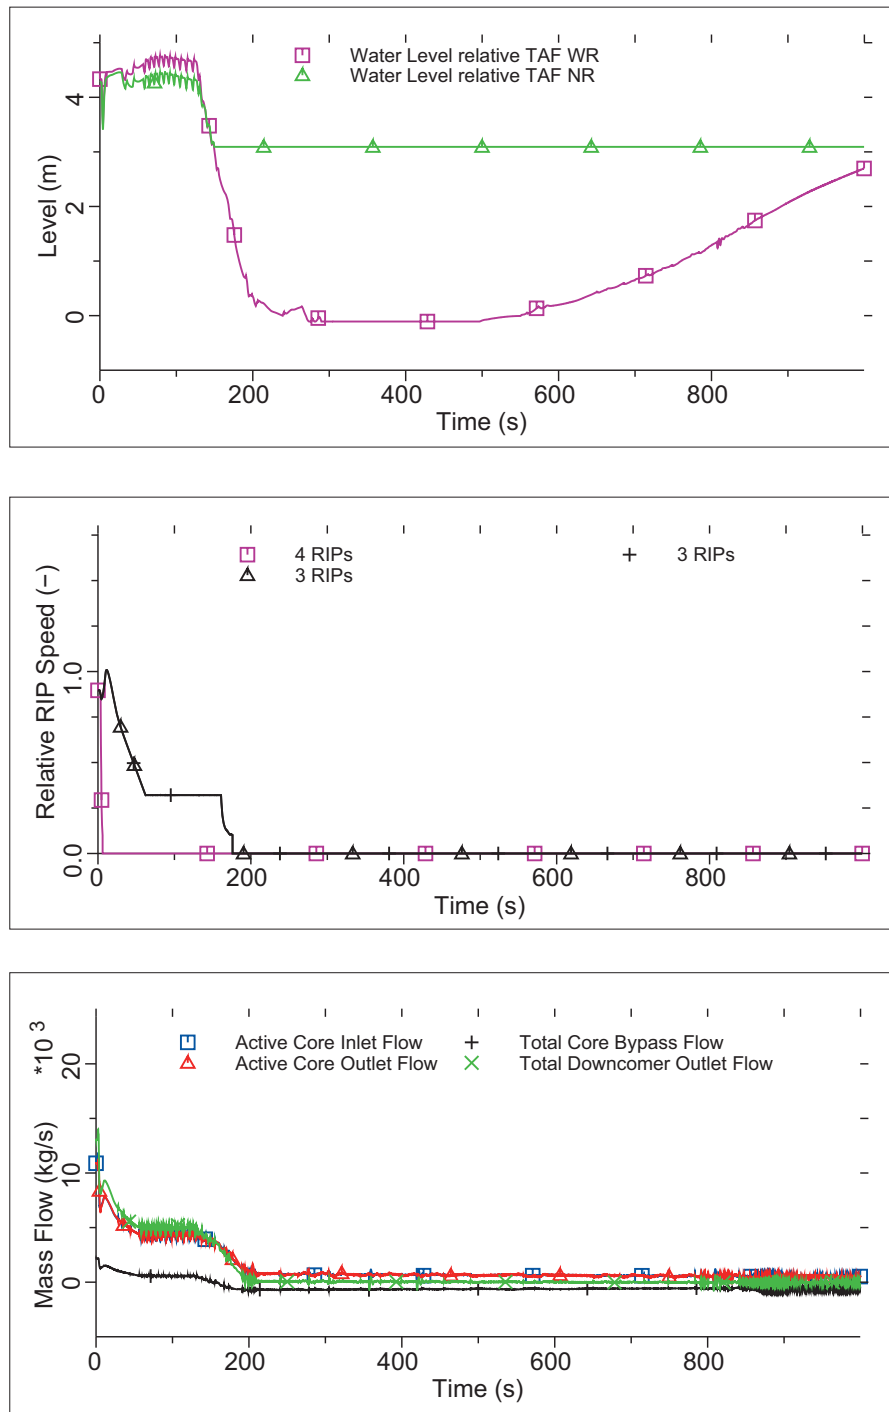 Water Level relative TAF WR
Water Level relative TAF NR
Level (m)
4
2
0
0 200 400 600 800
Time (s)
4 RIPs 3 RIPs
3 RIPs
Relative RIP Speed (−)
1.0
0.0
0 200 400 600 800
Time (s)
*10 3
Active Core Inlet Flow Total Core Bypass Flow
Active Core Outlet Flow Total Downcomer Outlet Flow
Mass Flow (kg/s)
20
10
0
0 200 400 600 800
Time (s)